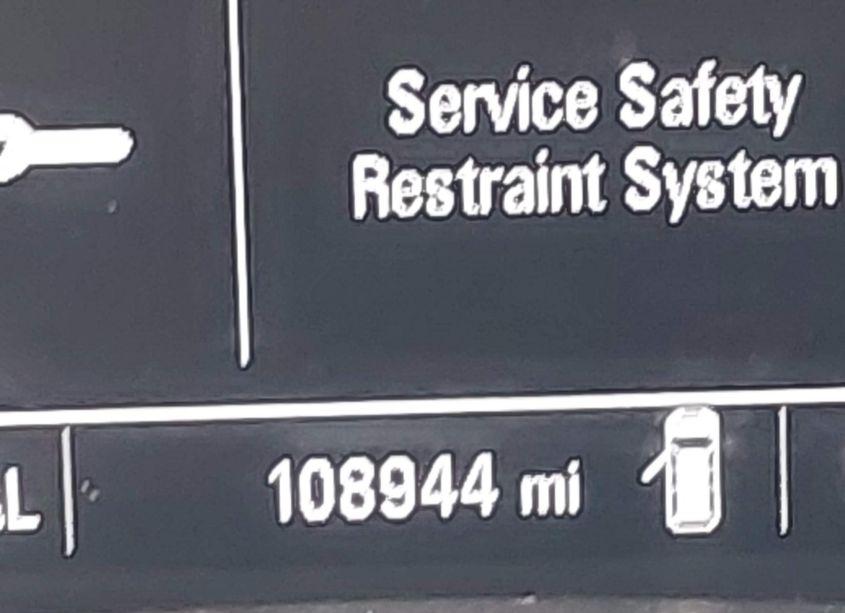 Service Safety
Restraint System
108944 mi